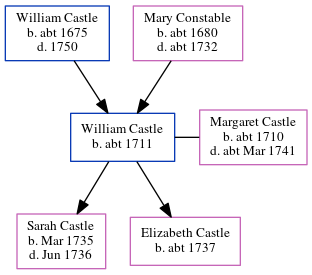 William Castle
b. abt 1675
d. 1750
Mary Constable
b. abt 1680
d. abt 1732
William Castle
b. abt 1711
Margaret Castle
b. abt 1710
d. abt Mar 1741
Sarah Castle
b. Mar 1735
d. Jun 1736
Elizabeth Castle
b. abt 1737